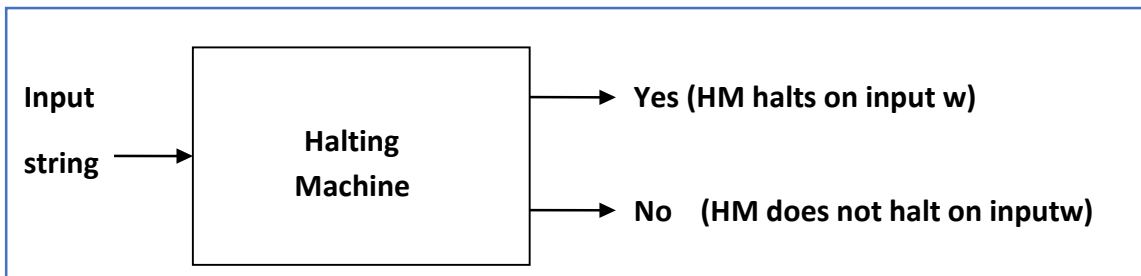 Input
string
Halting
Machine
Yes (HM halts on input w)
No (HM does not halt on inputw)